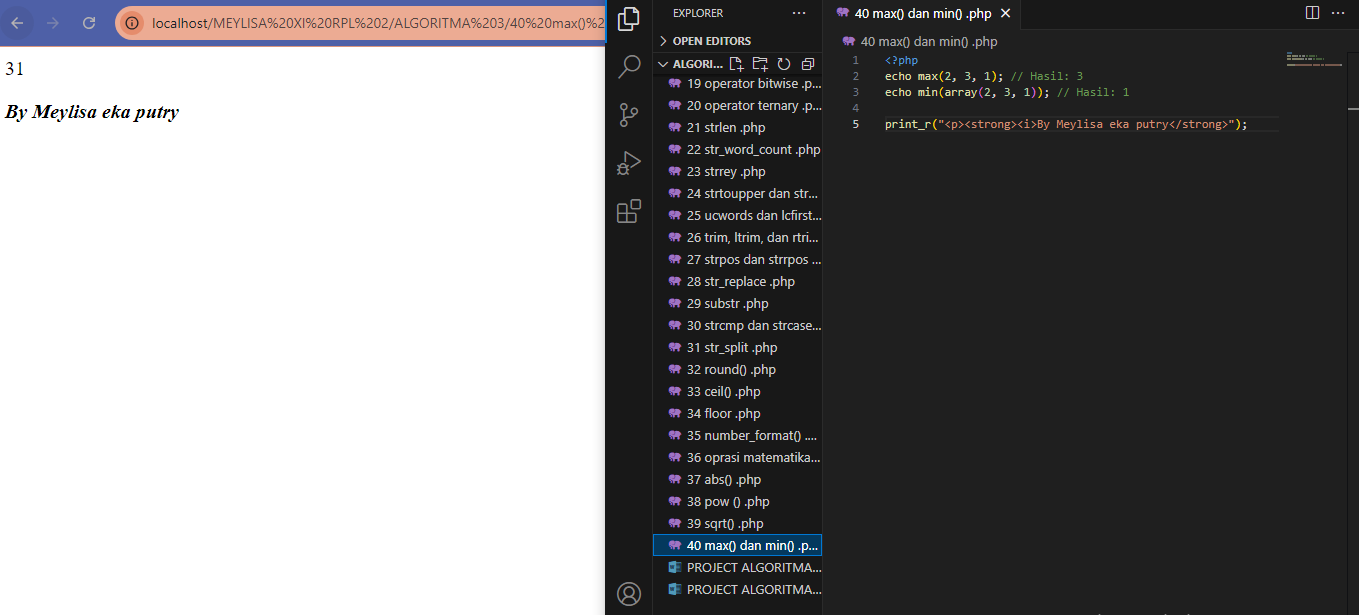 localhost/MEYLISA%20XI%20RPL%202/ALGORITMA%203/40%20max()%2
31
By Meylisa eka putry
EXPLORER
OPEN EDITORS
ALGORI...
19 operator bitwise .p...
20 operator ternary .p...
21 strlen .php
22 str_word_count .php
23 strrey .php
24 strtoupper dan str...
25 ucwords dan lcfirst...
26 trim, ltrim, dan rtri...
27 strpos dan strrpos ...
28 str_replace .php
29 substr .php
30 strcmp dan strcase...
31 str_split .php
32 round() .php
33 ceil() .php
34 floor .php
35 number_format() ....
36 oprasi matematika...
37 abs() .php
38 pow () .php
39 sqrt() .php
40 max() dan min() .p...
PROJECT ALGORITMA...
PROJECT ALGORITMA...
40 max() dan min() .php
40 max() dan min() .php
1 <?php
2 echo max(2, 3, 1); // Hasil: 3
3 echo min(array(2, 3, 1)); // Hasil: 1
4
5 print_r("<p><strong><i>By Meylisa eka putry</strong>");